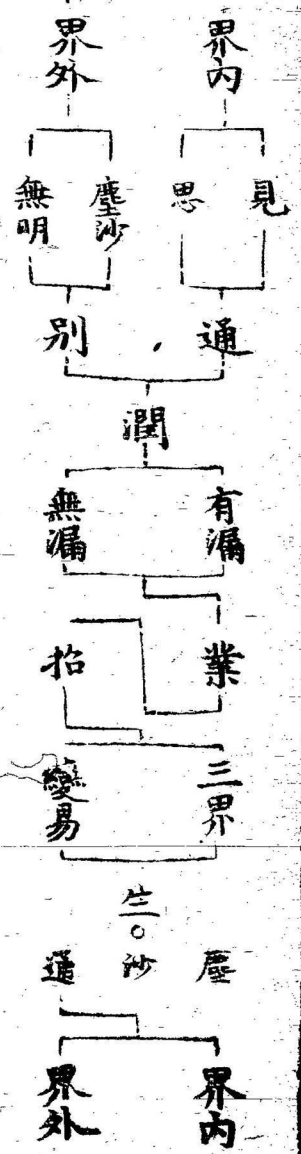 界內
界外
見
思
塵沙
無明
通
別
潤
有漏
無漏
業
招
三界
變易
生。
塵沙通
界內
界外